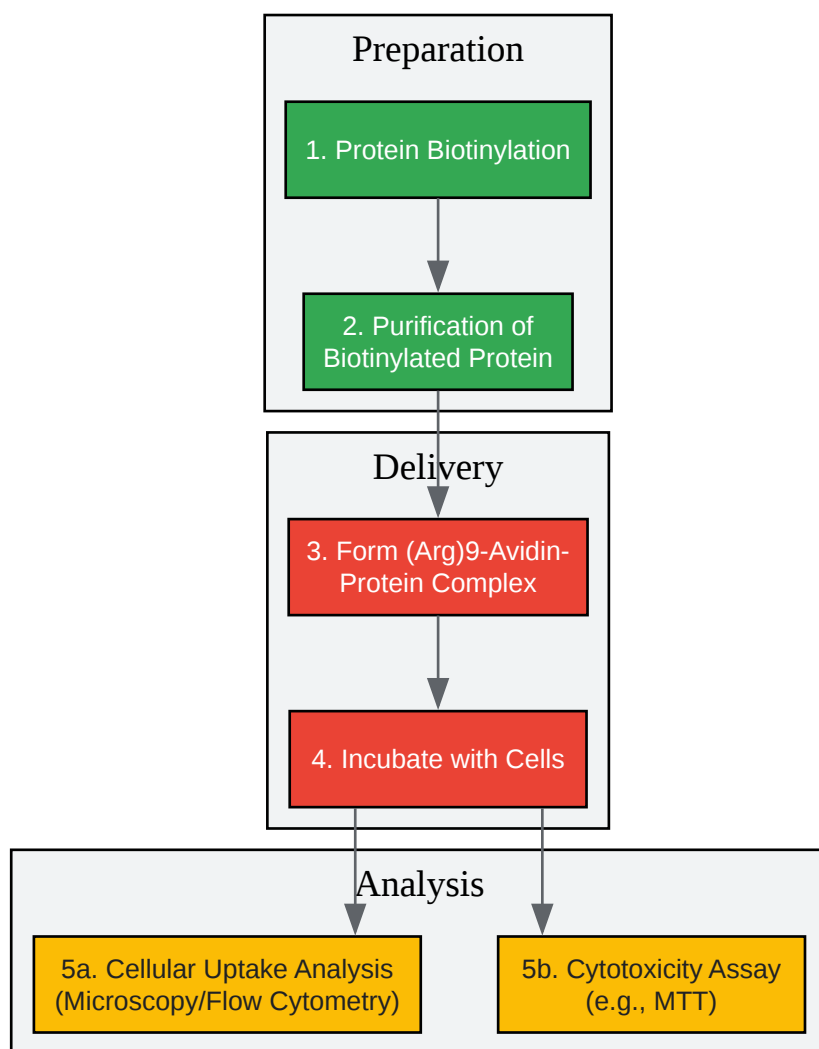 Preparation
1. Protein Biotinylation
2. Purification of
Biotinylated Protein
Delivery
3. Form (Arg)9-Avidin-
Protein Complex
4. Incubate with Cells
Analysis
5a. Cellular Uptake Analysis
(Microscopy/Flow Cytometry)
5b. Cytotoxicity Assay
(e.g., MTT)